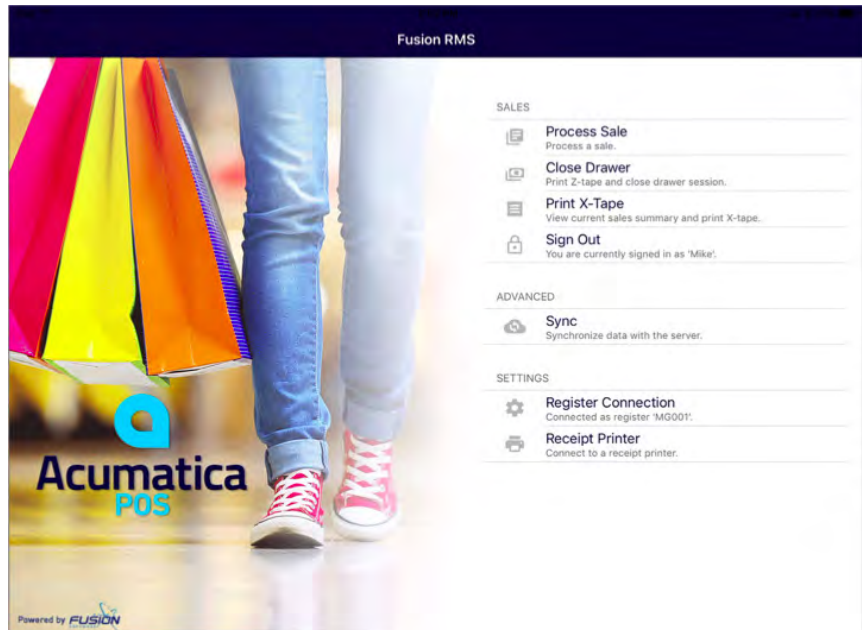 Fusion RMS
SALES
Process Sale
Process a sale.
Close Drawer
Print Z-tape and close drawer session.
Print X-Tape
View current sales summary and print X-tape.
Sign Out
You are currently signed in as 'Mike'.
ADVANCED
Sync
Synchronize data with the server.
SETTINGS
Register Connection
Connected as register 'MG001'.
Receipt Printer
Connect to a receipt printer.
Acumatica
POS
Powered by FUSION